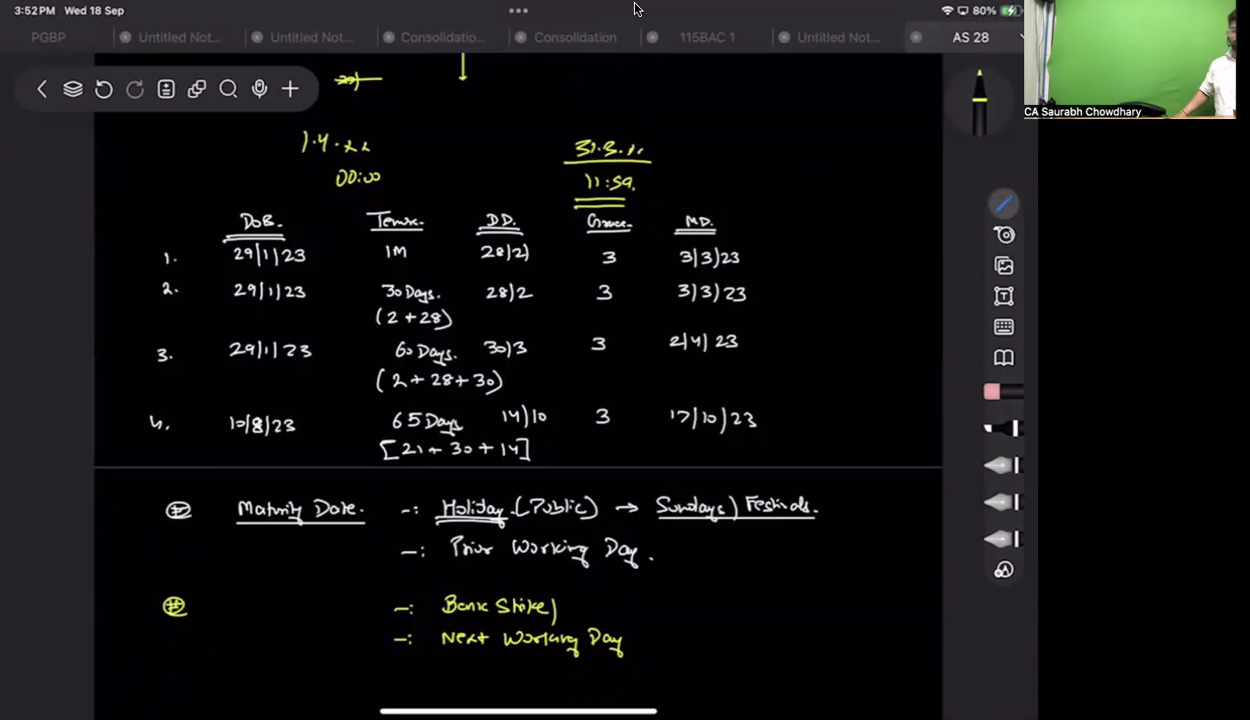 3:52 PM Wed 18 Sep
80%
PGBP
Untitled Not...
Untitled Not...
Consolidatio...
Consolidation
115BAC 1
Untitled Not...
AS 28
CA Saurabh Chowdhary
1.4.xx
00:00
31.3.
11:59.
DOB. Tenure. DD. Grace. MD.
1. 29/1/23 1M 28/2) 3 3/3/23
2. 29/1/23 30 Days. 28/2 3 3/3/23
(2 + 28)
3. 29/1/23 60 Days. 30/3 3 2/4/23
(2 + 28 + 30)
4. 10/8/23 65 Days 14/10 3 17/10/23
[21 + 30 + 14]
Maturity Date. -: Holiday (Public) → Sundays) Festivals.
-: Prior Working Day.
-: Bank Strike)
-: Next Working Day